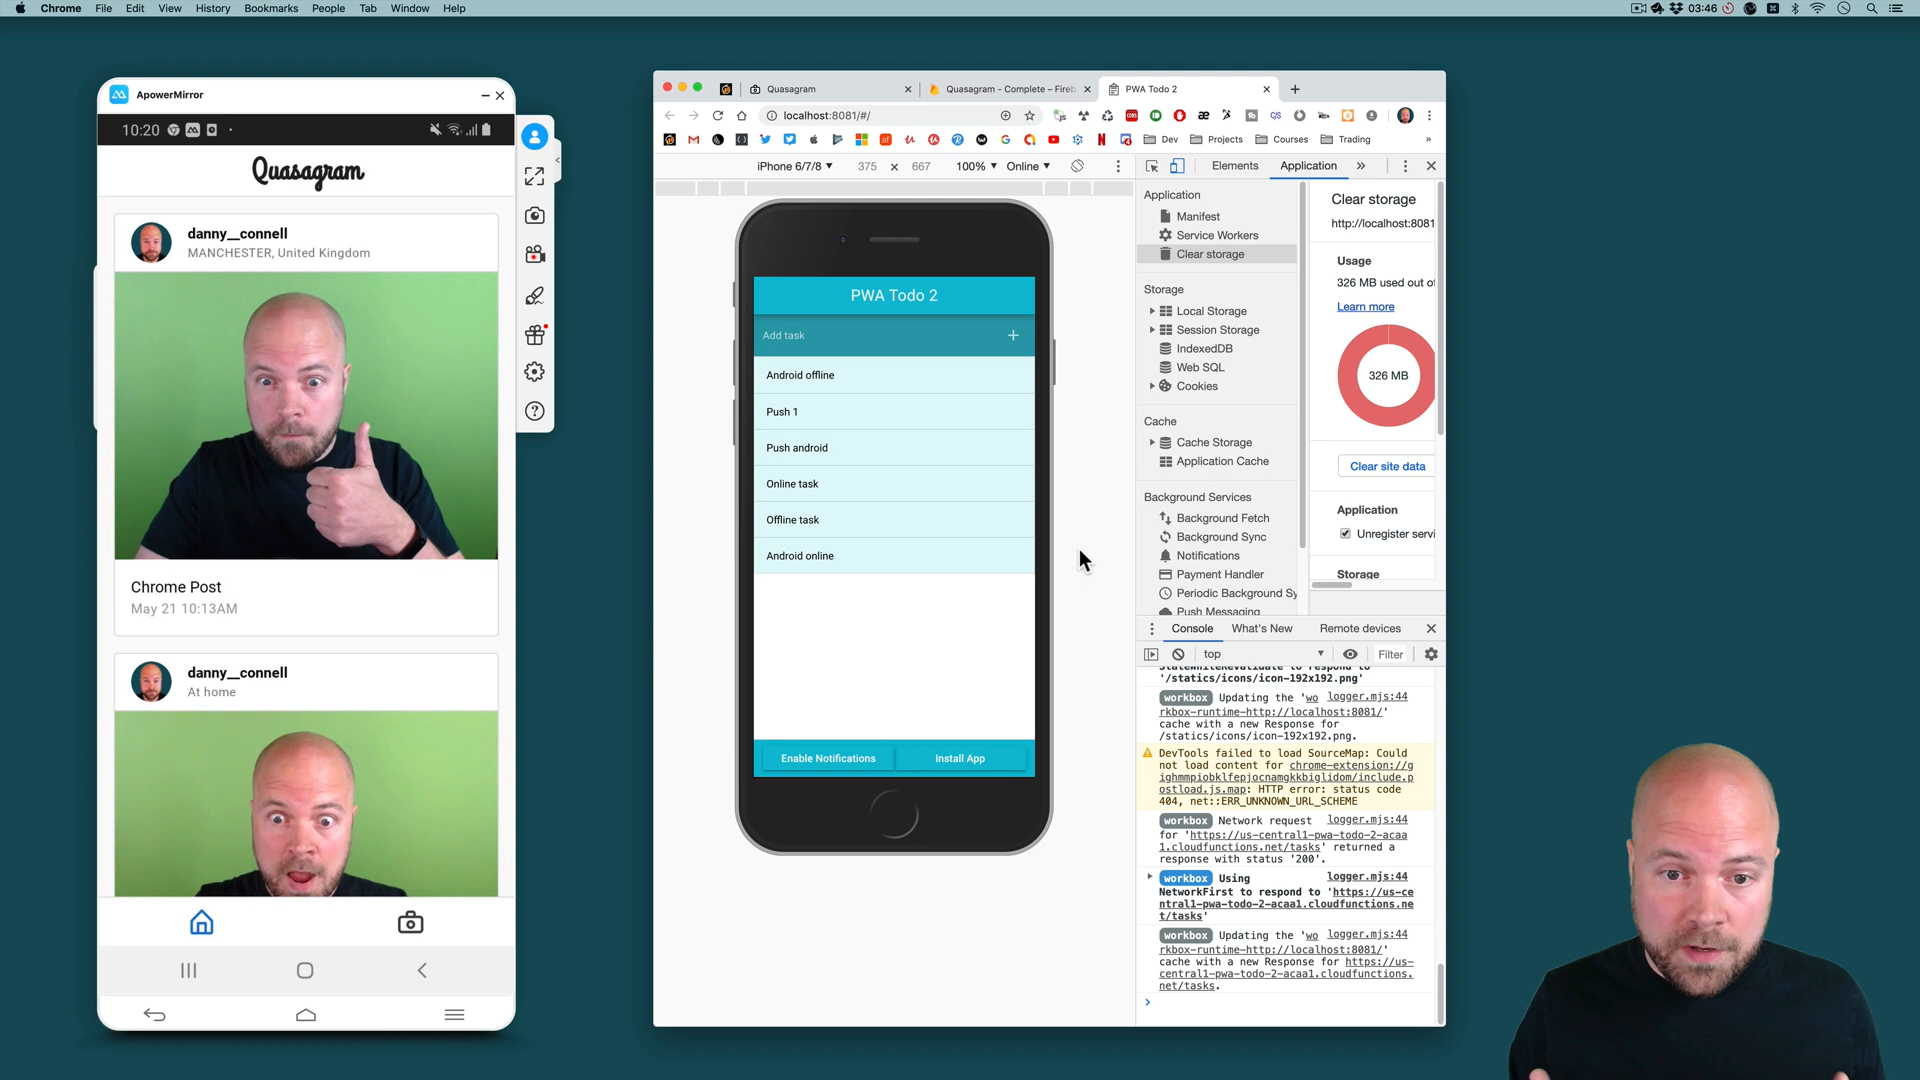 Chrome File Edit View History Bookmarks People Tab Window Help
03:46
ApowerMirror
10:20
Quasagram
danny__connell
MANCHESTER, United Kingdom
Chrome Post
May 21 10:13AM
danny__connell
At home
Quasagram
Quasagram - Complete – Fireb
PWA Todo 2
localhost:8081/#/
Dev
Projects
Courses
Trading
iPhone 6/7/8
375 × 667
100%
Online
PWA Todo 2
Add task
Android offline
Push 1
Push android
Online task
Offline task
Android online
Enable Notifications
Install App
Elements
Application
Application
Manifest
Service Workers
Clear storage
Storage
Local Storage
Session Storage
IndexedDB
Web SQL
Cookies
Cache
Cache Storage
Application Cache
Background Services
Background Fetch
Background Sync
Notifications
Payment Handler
Periodic Background Sy
Push Messaging
Clear storage
http://localhost:8081
Usage
326 MB used out o
Learn more
326 MB
Clear site data
Application
Unregister servi
Storage
Console
What's New
Remote devices
top
Filter
StaleWhileRevalidate to respond to
'/statics/icons/icon-192x192.png'
workbox Updating the 'wo logger.mjs:44
rkbox-runtime-http://localhost:8081/'
cache with a new Response for
/statics/icons/icon-192x192.png.
DevTools failed to load SourceMap: Could
not load content for chrome-extension://g
ighmmpiobklfepjocnamgkkbiglidom/include.p
ostload.js.map: HTTP error: status code
404, net::ERR_UNKNOWN_URL_SCHEME
workbox Network request logger.mjs:44
for 'https://us-central1-pwa-todo-2-acaa
1.cloudfunctions.net/tasks' returned a
response with status '200'.
workbox Using logger.mjs:44
NetworkFirst to respond to 'https://us-ce
ntral1-pwa-todo-2-acaa1.cloudfunctions.ne
t/tasks'
workbox Updating the 'wo logger.mjs:44
rkbox-runtime-http://localhost:8081/'
cache with a new Response for https://us-
central1-pwa-todo-2-acaa1.cloudfunctions.
net/tasks.